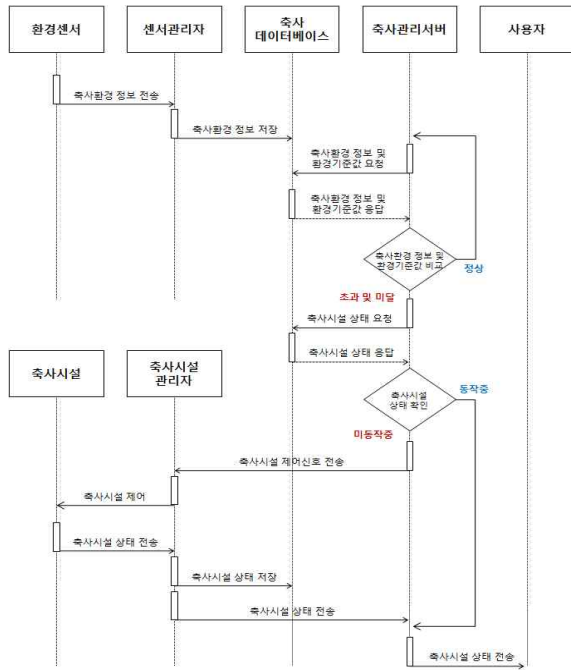 환경센서
센서관리자
축사
데이터베이스
축사관리서버
사용자
축사환경 정보 전송
축사환경 정보 저장
축사환경 정보 및
환경기준값 요청
축사환경 정보 및
환경기준값 응답
축사환경 정보 및
환경기준값 비교
정상
초과 및 미달
축사시설 상태 요청
축사시설 상태 응답
축사시설
축사시설
관리자
축사시설
상태 확인
동작중
미동작중
축사시설 제어신호 전송
축사시설 제어
축사시설 상태 전송
축사시설 상태 저장
축사시설 상태 전송
축사시설 상태 전송